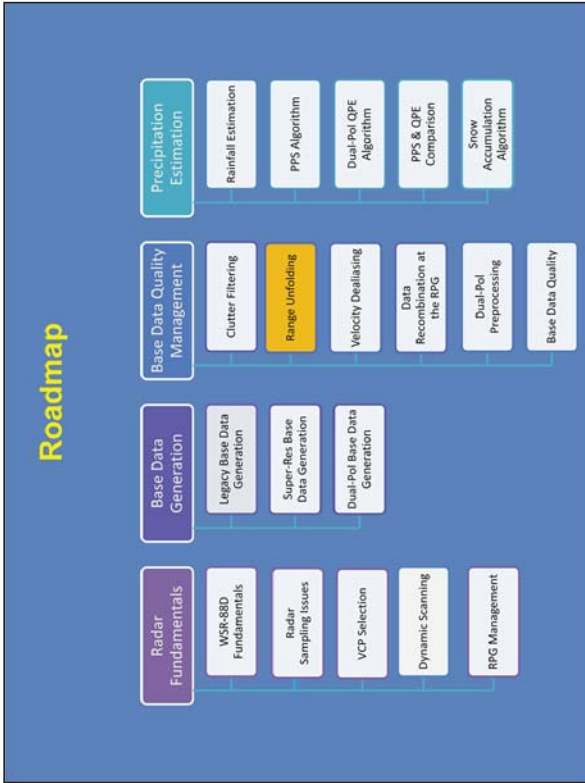 Roadmap
Radar
Fundamentals
WSR-88D
Fundamentals
Radar
Sampling Issues
VCP Selection
Dynamic Scanning
RPG Management
Base Data
Generation
Legacy Base Data
Generation
Super-Res Base
Data Generation
Dual-Pol Base Data
Generation
Base Data Quality
Management
Clutter Filtering
Range Unfolding
Velocity Dealiasing
Data
Recombination at
the RPG
Dual-Pol
Preprocessing
Base Data Quality
Precipitation
Estimation
Rainfall Estimation
PPS Algorithm
Dual-Pol QPE
Algorithm
PPS & QPE
Comparison
Snow
Accumulation
Algorithm